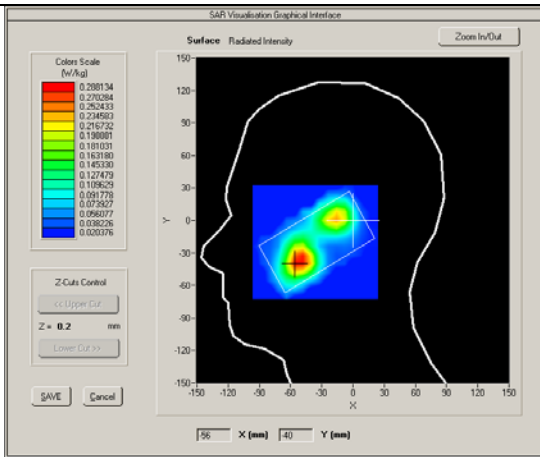 SAR Visualisation Graphical Interface
Surface Radiated Intensity
Zoom In/Out
Colors Scale
(W/kg)
0.288134
0.270284
0.252433
0.234583
0.216732
0.198881
0.181031
0.163180
0.145330
0.127479
0.109629
0.091778
0.073927
0.056077
0.038226
0.020376
Z-Cuts Control
<< Upper Cut
Z = 0.2 mm
Lower Cut >>
SAVE
Cancel
150
120
90
60
30
0
-30
-60
-90
-120
-150
Y
-150 -120 -90 -60 -30 0 30 60 90 120 150
X
-56 X (mm) -40 Y (mm)